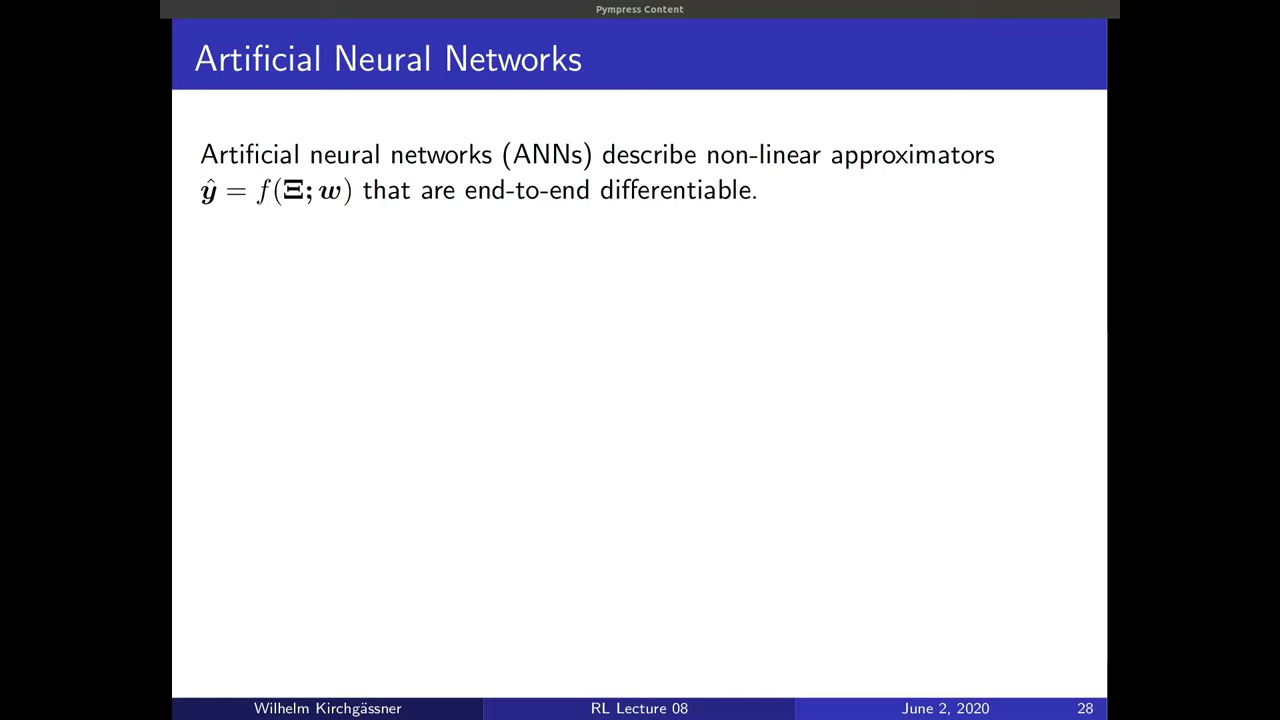 Pympress Content
Artificial Neural Networks
Artificial neural networks (ANNs) describe non-linear approximators
ŷ = f(Ξ; w) that are end-to-end differentiable.
Wilhelm Kirchgässner RL Lecture 08 June 2, 2020 28